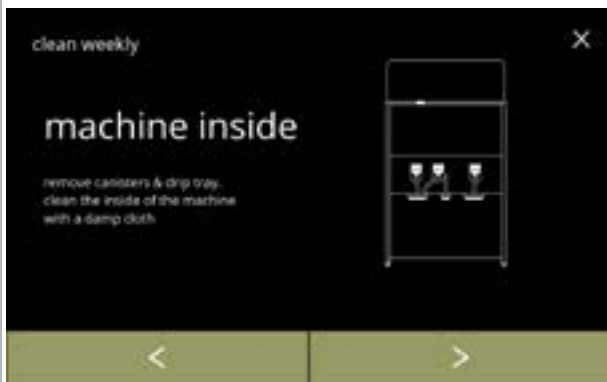 clean weekly
machine inside
remove canisters & drip tray.
clean the inside of the machine
with a damp cloth